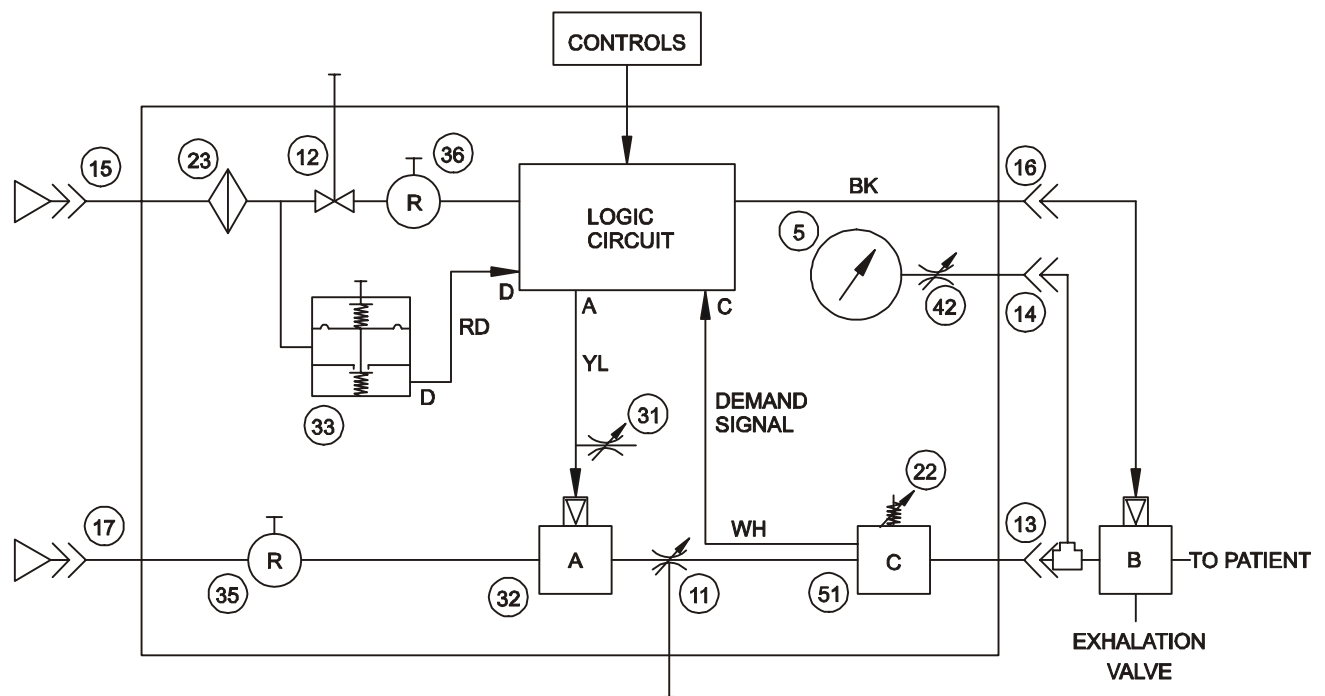 CONTROLS
15
23
12
36
16
R
LOGIC
CIRCUIT
BK
5
D
A
C
42
14
RD
YL
D
33
31
DEMAND
SIGNAL
22
17
WH
13
R
A
C
B
TO PATIENT
35
32
11
51
EXHALATION
VALVE